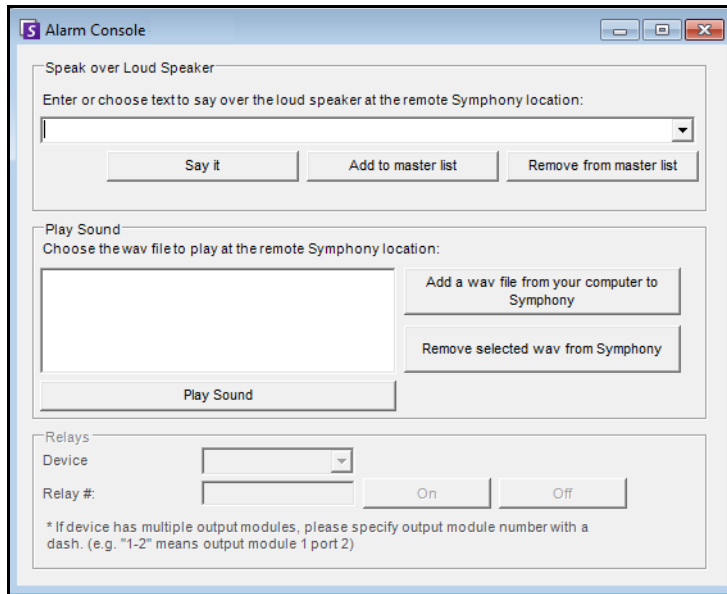 Alarm Console
Speak over Loud Speaker
Enter or choose text to say over the loud speaker at the remote Symphony location:
Say it
Add to master list
Remove from master list
Play Sound
Choose the wav file to play at the remote Symphony location:
Add a wav file from your computer to
Symphony
Remove selected wav from Symphony
Play Sound
Relays
Device
Relay #:
On
Off
* If device has multiple output modules, please specify output module number with a
dash. (e.g. "1-2" means output module 1 port 2)